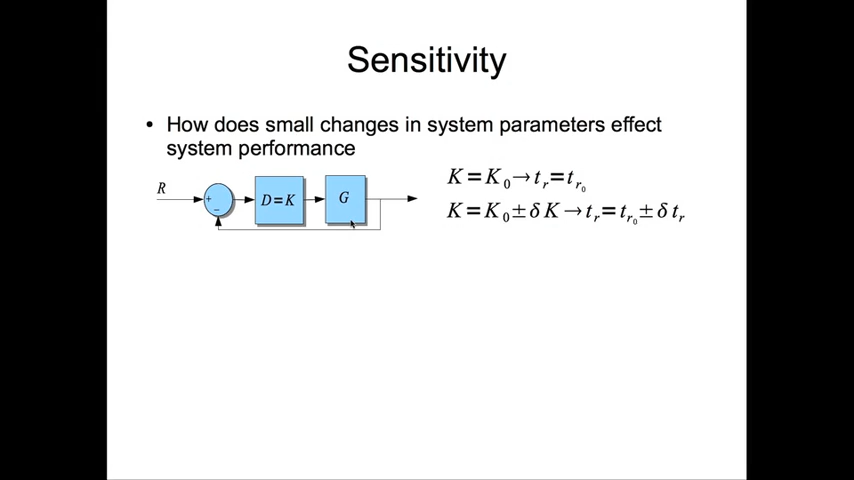 Sensitivity
• How does small changes in system parameters effect
system performance
K=K₀→tᵣ=tᵣ₀
K=K₀±δK→tᵣ=tᵣ₀±δtᵣ
R
+
−
D=K
G